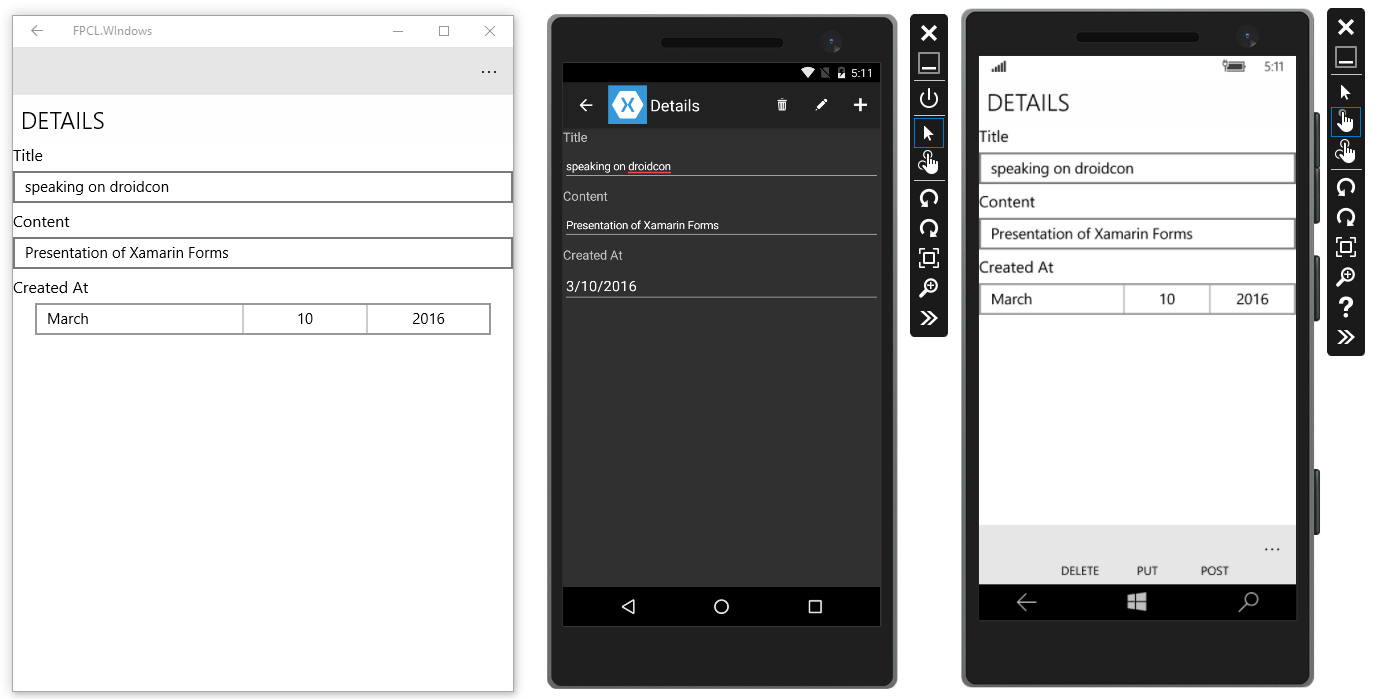 FPCL.WIndows
...
DETAILS
Title
speaking on droidcon
Content
Presentation of Xamarin Forms
Created At
March 10 2016
5:11
Details
Title
speaking on droidcon
Content
Presentation of Xamarin Forms
Created At
3/10/2016
5:11
DETAILS
Title
speaking on droidcon
Content
Presentation of Xamarin Forms
Created At
March 10 2016
...
DELETE PUT POST